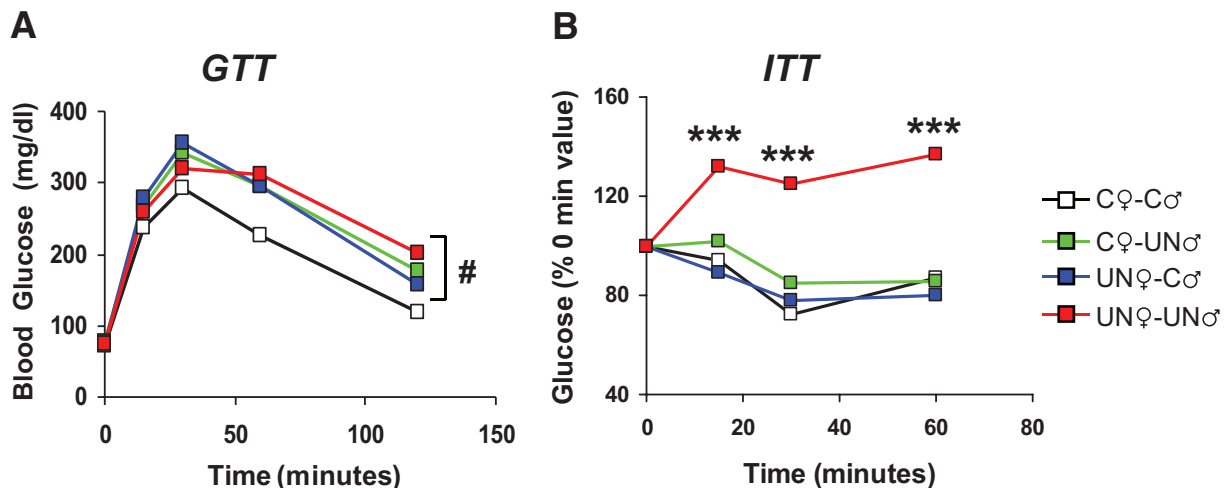 A
GTT
Blood Glucose (mg/dl)
400
300
200
100
0
#
0 50 100 150
Time (minutes)
B
ITT
Glucose (% 0 min value)
160
120
80
40
*** *** ***
0 20 40 60 80
Time (minutes)
C♀-C♂
C♀-UN♂
UN♀-C♂
UN♀-UN♂